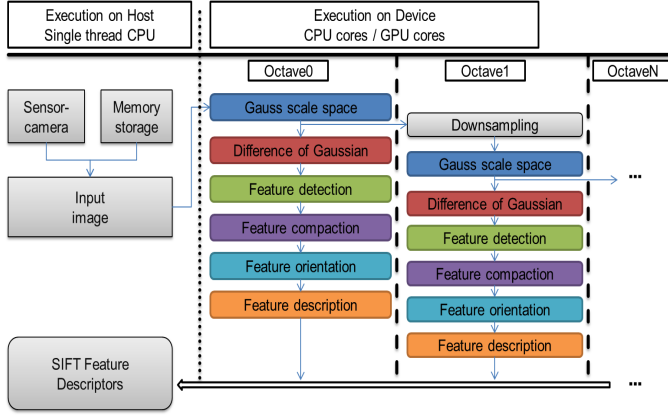 Execution on Host
Single thread CPU
Execution on Device
CPU cores / GPU cores
Octave0
Octave1
OctaveN
Sensor-
camera
Memory
storage
Input
image
Gauss scale space
Difference of Gaussian
Feature detection
Feature compaction
Feature orientation
Feature description
Downsampling
Gauss scale space
Difference of Gaussian
Feature detection
Feature compaction
Feature orientation
Feature description
...
SIFT Feature
Descriptors
...